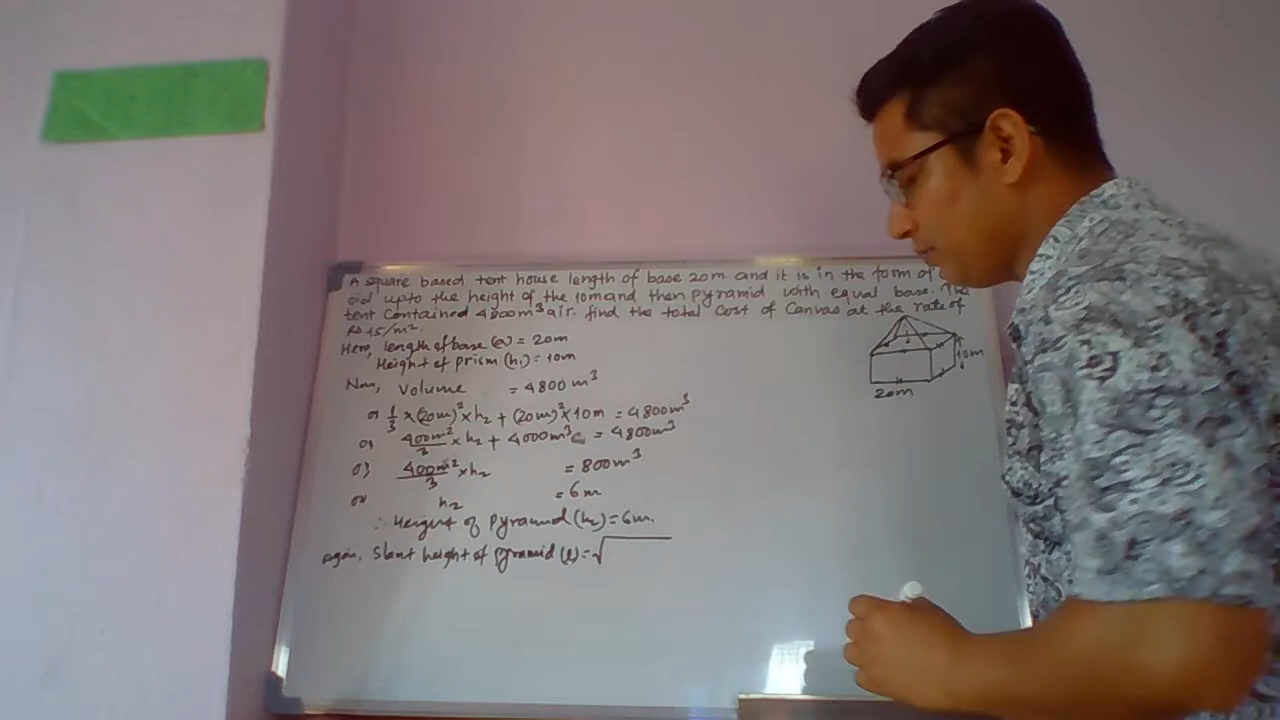 A square based tent house length of base 20m and it is in the form of
oid upto the height of the 10m and then pyramid with equal base. The
tent contained 4800m³ air. find the total cost of Canvas at the rate of
Rs 15/m².
Here, length of base (a) = 20m
Height of prism (h₁) = 10m
Now, Volume = 4800 m³
or 1/3 × (20m)² × h₂ + (20m)² × 10m = 4800m³
or 400m²/3 × h₂ + 4000m³ = 4800m³
or 400m²/3 × h₂ = 800m³
or h₂ = 6m
∴ Height of pyramid (h₂) = 6m.
Again, Slant height of pyramid (l) = √
10m
20m